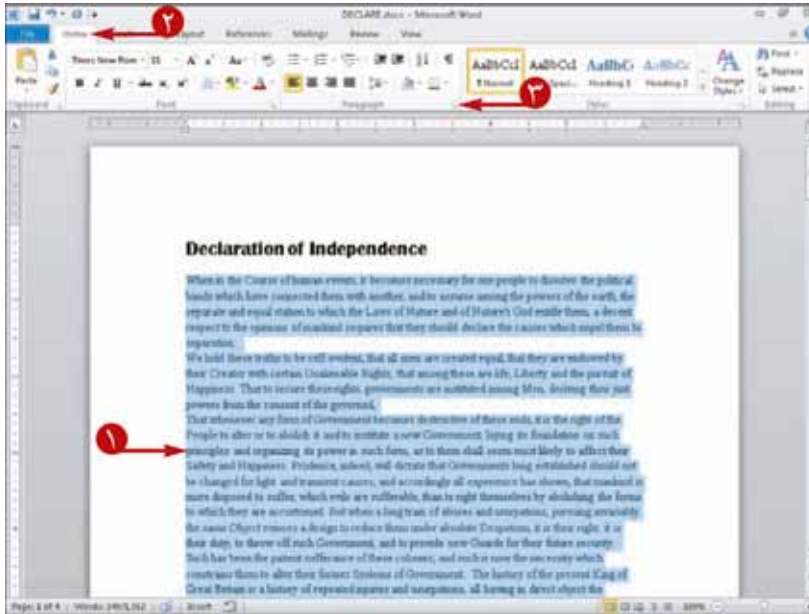 DECLARE.docx - Microsoft Word
File Home Layout References Mailings Review View
Paste Times New Roman 11 AaBbCcI AaBbCcI AaBbC AaBbCc Change Styles Find Replace Select
B I U abe
¶ Normal Heading 1 Heading 2
Clipboard Font Paragraph Styles Editing
٢
٣
Declaration of Independence
When in the Course of human events, it becomes necessary for one people to dissolve the political
bands which have connected them with another, and to assume among the powers of the earth, the
separate and equal station to which the Laws of Nature and of Nature's God entitle them, a decent
respect to the opinions of mankind requires that they should declare the causes which impel them to
separation.
We hold these truths to be self evident, that all men are created equal, that they are endowed by
their Creator with certain Unalienable Rights, that among these are life, Liberty and the pursuit of
Happiness. That to secure these rights, governments are instituted among Men, deriving their just
powers from the consent of the governed,
That whenever any form of Government becomes destructive of these ends, it is the right of the
People to alter or to abolish it and to institute a new Government, laying its foundation on such
١
principles and organizing its power in such form, as to them shall seem most likely to affect their
Safety and Happiness. Prudence, indeed, will dictate that Governments long established should not
be changed for light and transient causes, and accordingly all experience has shown, that mankind is
more disposed to suffer, which evils are sufferable, than to right themselves by abolishing the forms
to which they are accustomed. But when a long train of abuses and usurpations, pursuing invariably
the same Object evinces a design to reduce them under absolute Despotism, it is their right, it is
their duty, to throw off such Government, and to provide new Guards for their future security.
Such has been the patient sufferance of these colonies, and such is now the necessity which
constrains them to alter their former Systems of Government. The history of the present King of
Great Britain is a history of repeated injuries and usurpations, all having in direct object the
Page: 1 of 4 Words: Insert 100%